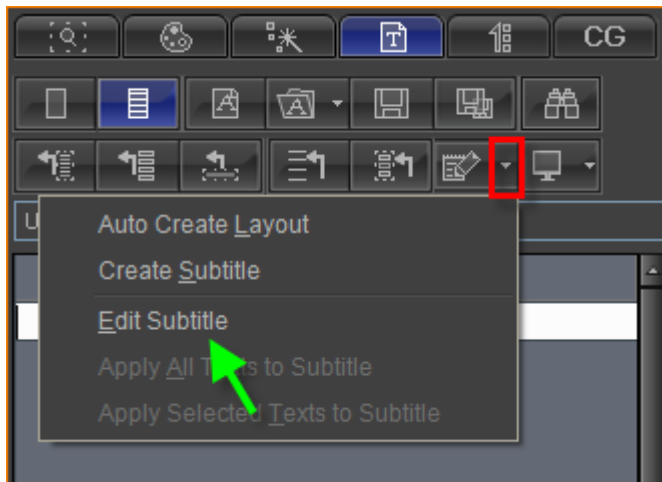 T
CG
A
A
U
Auto Create Layout
Create Subtitle
Edit Subtitle
Apply All Texts to Subtitle
Apply Selected Texts to Subtitle